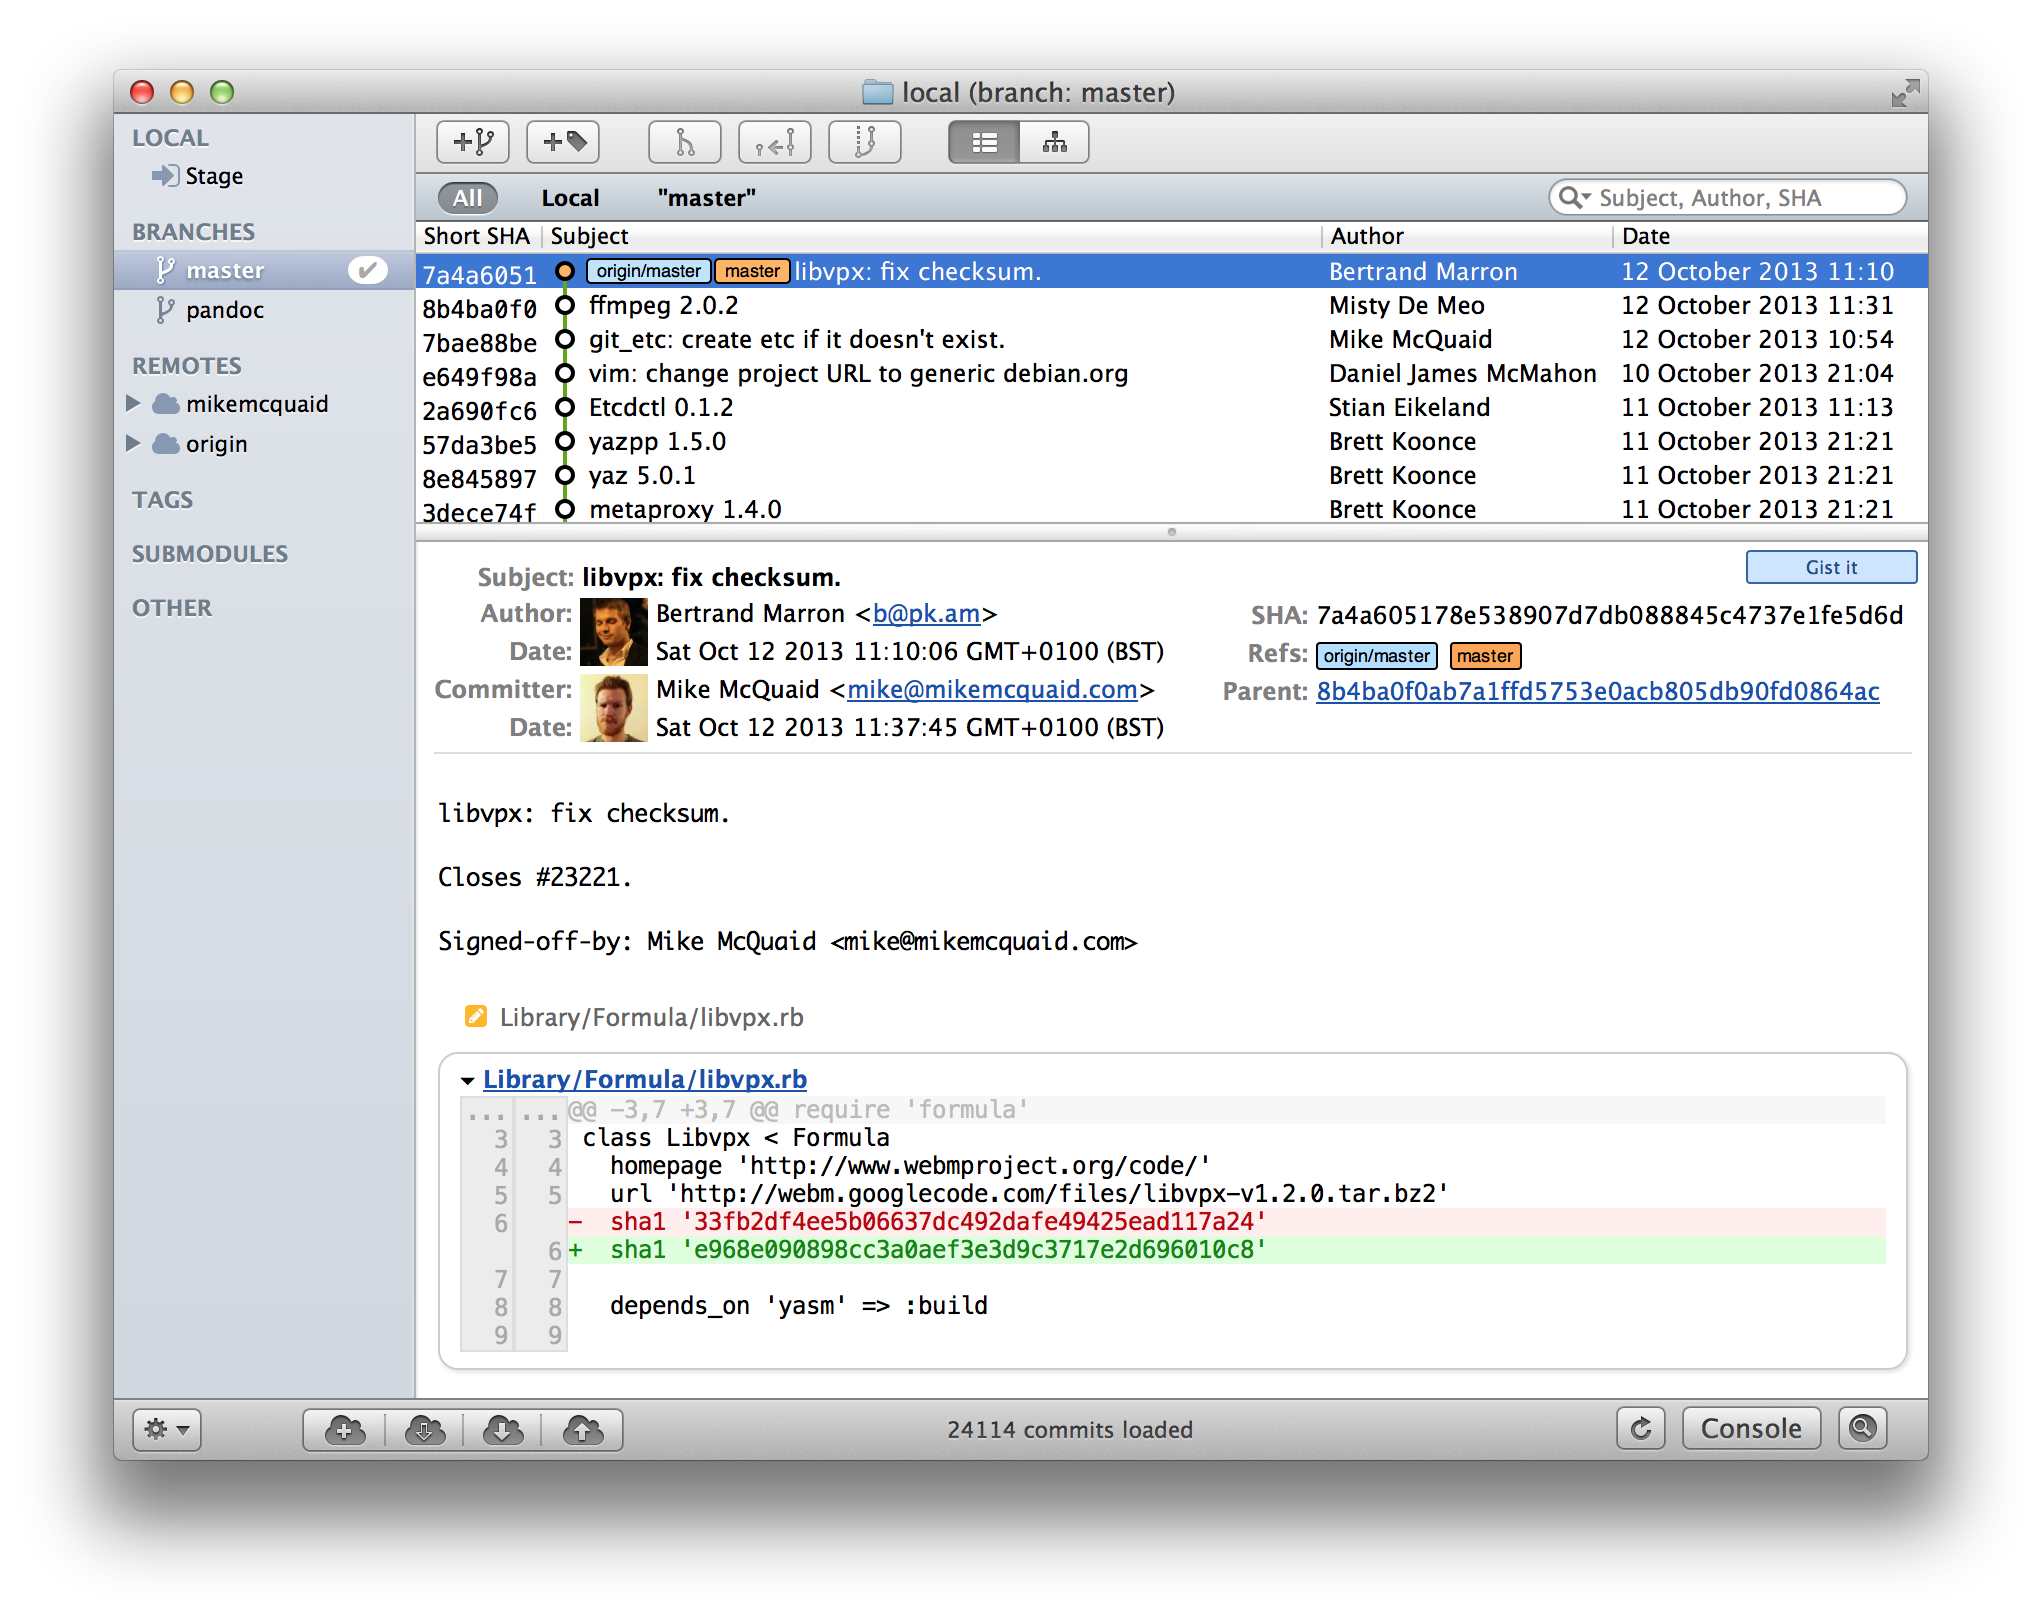 local (branch: master)
LOCAL
Stage
BRANCHES
master
pandoc
REMOTES
mikemcquaid
origin
TAGS
SUBMODULES
OTHER
All Local "master" Subject, Author, SHA
Short SHA Subject Author Date
7a4a6051 origin/master master libvpx: fix checksum. Bertrand Marron 12 October 2013 11:10
8b4ba0f0 ffmpeg 2.0.2 Misty De Meo 12 October 2013 11:31
7bae88be git_etc: create etc if it doesn't exist. Mike McQuaid 12 October 2013 10:54
e649f98a vim: change project URL to generic debian.org Daniel James McMahon 10 October 2013 21:04
2a690fc6 Etcdctl 0.1.2 Stian Eikeland 11 October 2013 11:13
57da3be5 yazpp 1.5.0 Brett Koonce 11 October 2013 21:21
8e845897 yaz 5.0.1 Brett Koonce 11 October 2013 21:21
3dece74f metaproxy 1.4.0 Brett Koonce 11 October 2013 21:21
Gist it
Subject: libvpx: fix checksum.
Author: Bertrand Marron <b@pk.am> SHA: 7a4a605178e538907d7db088845c4737e1fe5d6d
Date: Sat Oct 12 2013 11:10:06 GMT+0100 (BST) Refs: origin/master master
Committer: Mike McQuaid <mike@mikemcquaid.com> Parent: 8b4ba0f0ab7a1ffd5753e0acb805db90fd0864ac
Date: Sat Oct 12 2013 11:37:45 GMT+0100 (BST)
libvpx: fix checksum.
Closes #23221.
Signed-off-by: Mike McQuaid <mike@mikemcquaid.com>
Library/Formula/libvpx.rb
Library/Formula/libvpx.rb
... ... @@ -3,7 +3,7 @@ require 'formula'
3 3 class Libvpx < Formula
4 4 homepage 'http://www.webmproject.org/code/'
5 5 url 'http://webm.googlecode.com/files/libvpx-v1.2.0.tar.bz2'
6 - sha1 '33fb2df4ee5b06637dc492dafe49425ead117a24'
6 + sha1 'e968e090898cc3a0aef3e3d9c3717e2d696010c8'
7 7
8 8 depends_on 'yasm' => :build
9 9
24114 commits loaded
Console